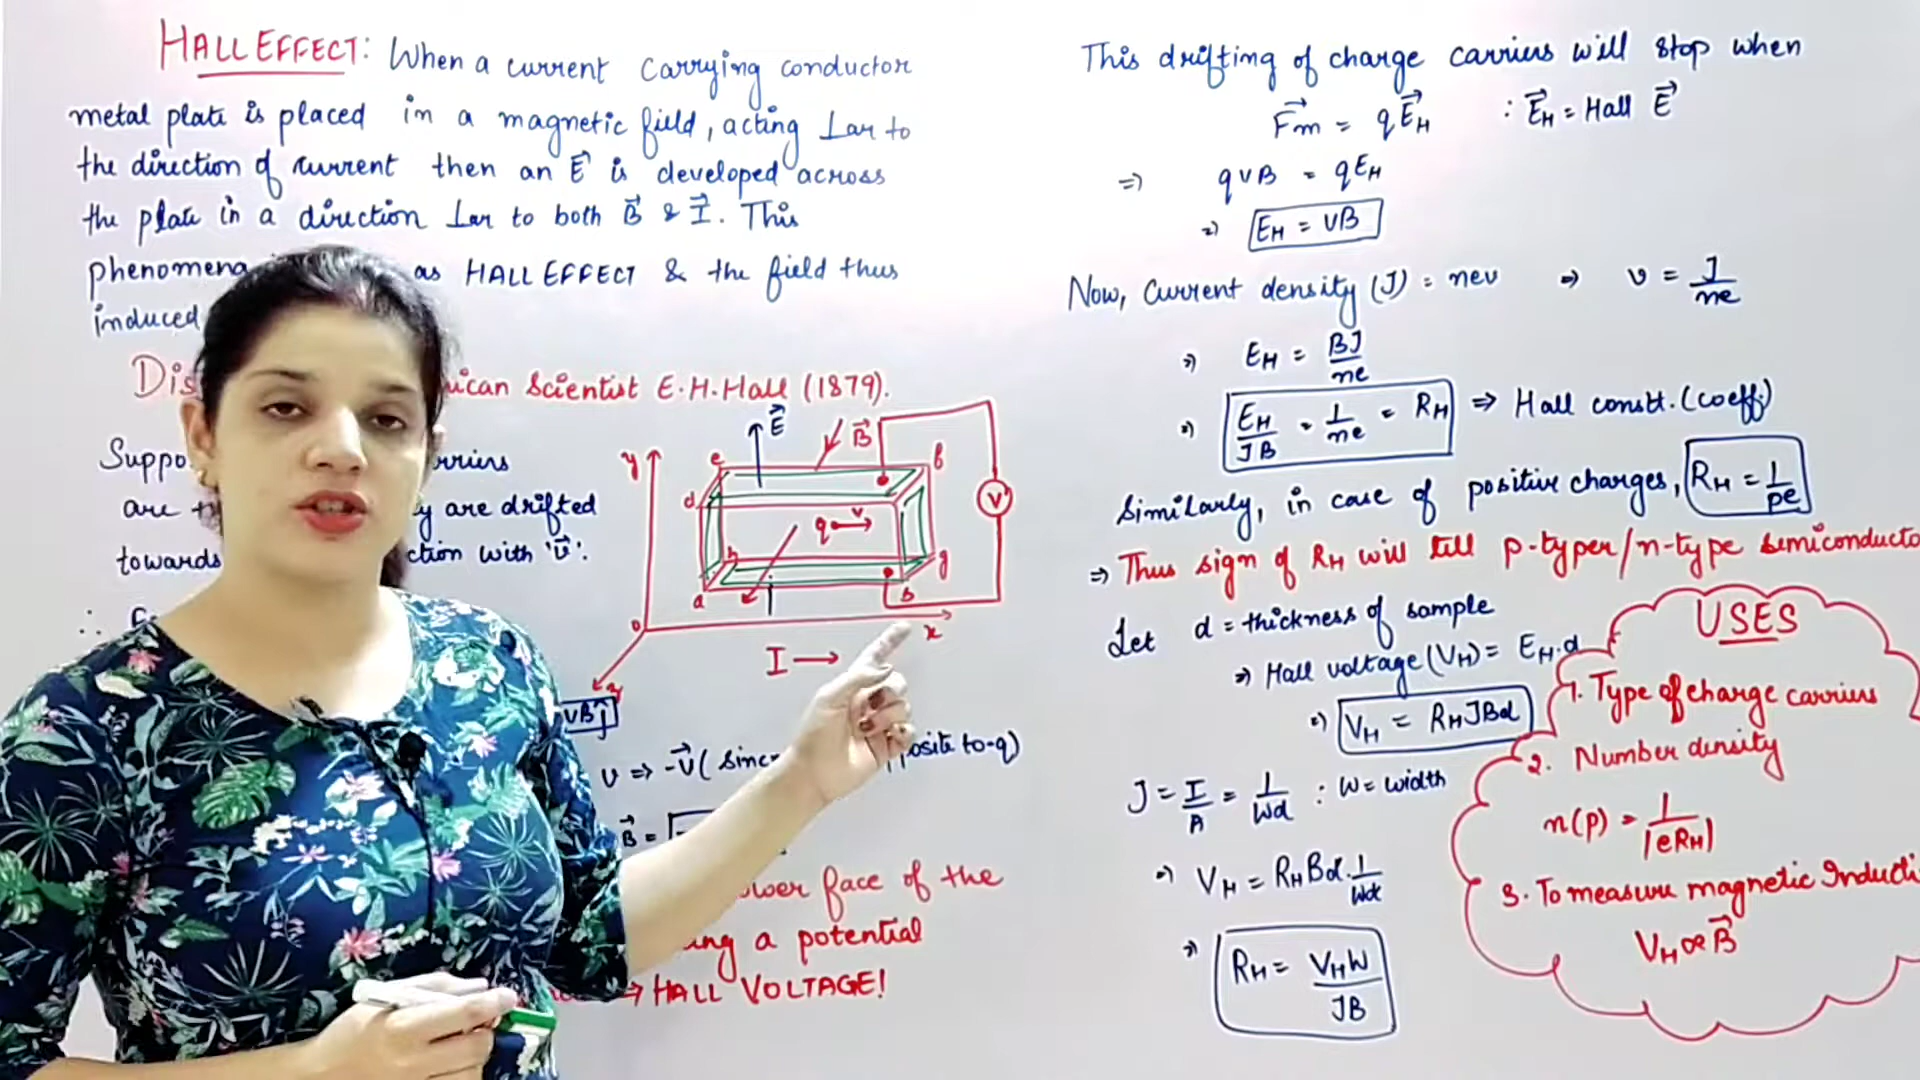 HALL EFFECT: When a current carrying conductor
metal plate is placed in a magnetic field, acting ⊥ar to
the direction of current then an E⃗ is developed across
the plate in a direction ⊥ar to both B⃗ & I⃗. This
phenomena as HALL EFFECT & the field thus
induced
Dis ican Scientist E.H.Hall (1879).
Suppo rriers
are y are drifted
towards ction with 'v⃗'.
∴
y
E⃗
B⃗
e
f
d
q v
h
g
a
b
V
o
x
I →
z
vBĵ
v ⇒ -v⃗ (since posite to -q)
B⃗ =
ower face of the
ing a potential
→ HALL VOLTAGE!
This drifting of charge carriers will stop when
F⃗m = qE⃗H : E⃗H = Hall E⃗
⇒ qvB = qEH
⇒ EH = vB
Now, Current density (J) = nev ⇒ v = J/ne
⇒ EH = BJ/ne
⇒ EH/JB = 1/ne = RH ⇒ Hall constt. (coeff.)
Similarly, in case of positive charges, RH = 1/pe
⇒ Thus sign of RH will tell p-type/n-type semiconducto
Let d = thickness of sample
⇒ Hall voltage (VH) = EH.d
⇒ VH = RHJBd
J = I/A = I/wd : w = width
⇒ VH = RHBd.I/wd
⇒ RH = VHW/IB
USES
1. Type of charge carriers
2. Number density
n(p) = 1/|eRH|
3. To measure magnetic Inducti
VH ∝ B⃗